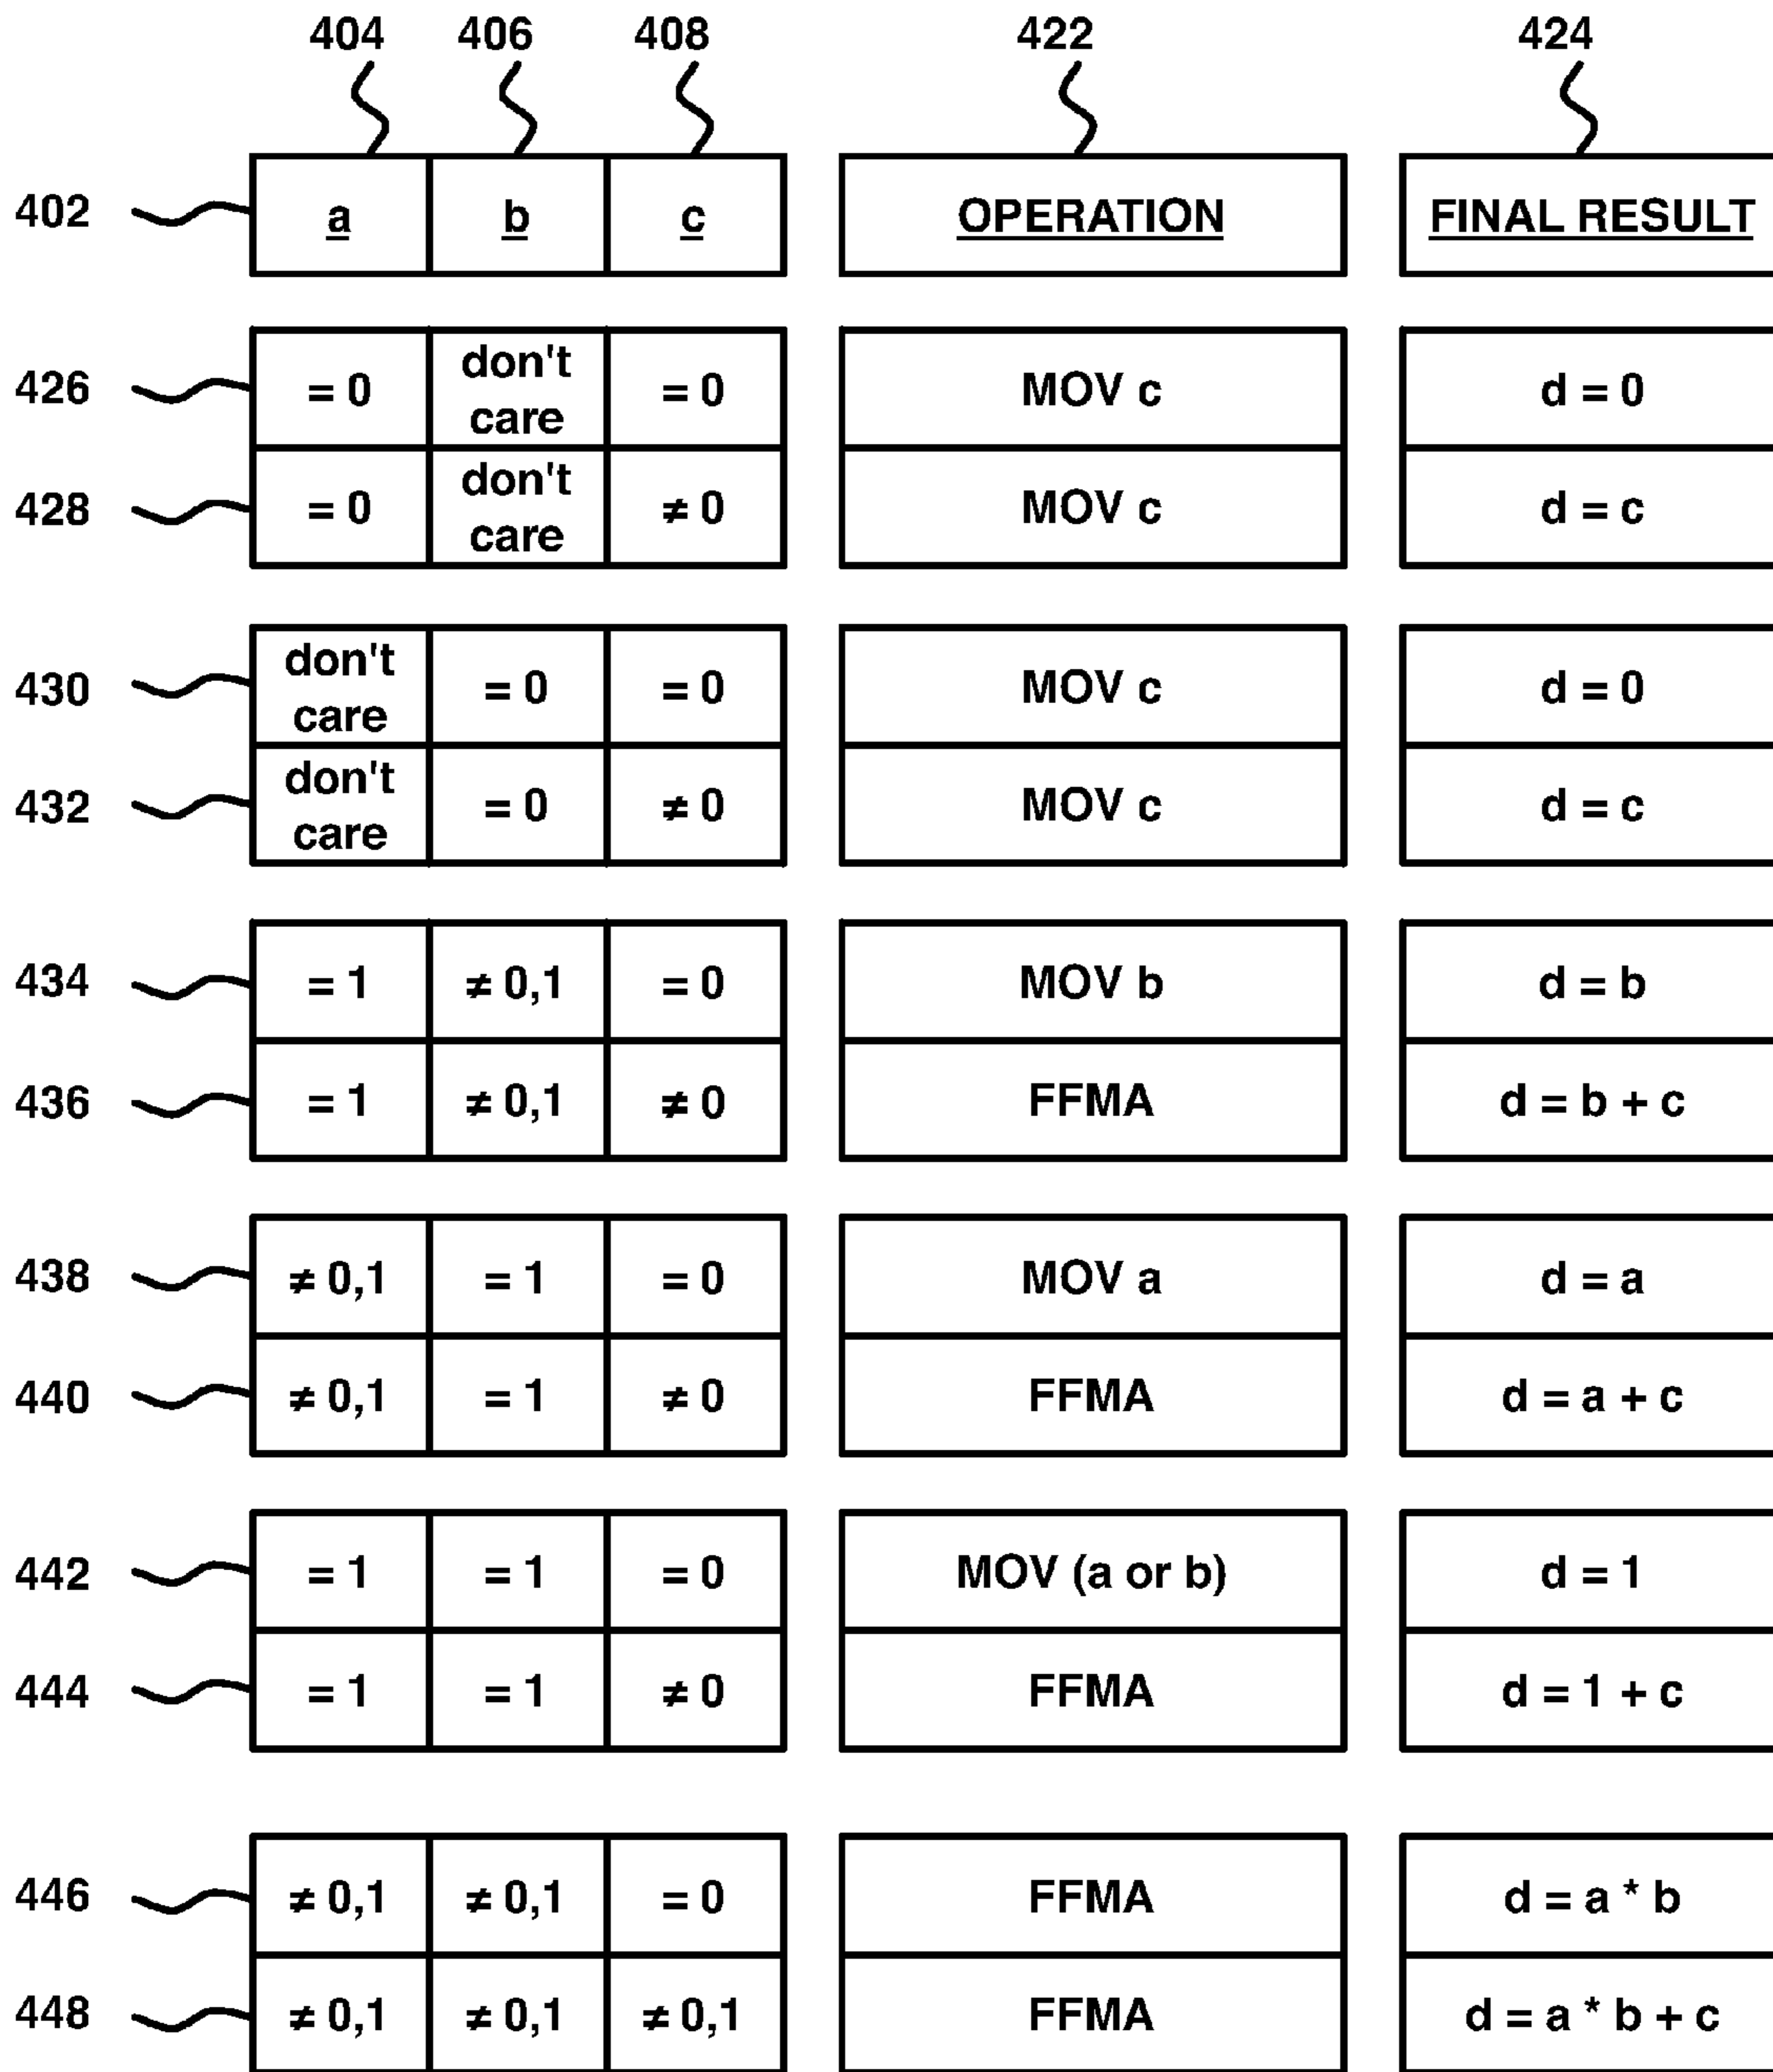 404 406 408 422 424
402 a b c OPERATION FINAL RESULT
426 = 0 don't care = 0 MOV c d = 0
428 = 0 don't care ≠ 0 MOV c d = c
430 don't care = 0 = 0 MOV c d = 0
432 don't care = 0 ≠ 0 MOV c d = c
434 = 1 ≠ 0,1 = 0 MOV b d = b
436 = 1 ≠ 0,1 ≠ 0 FFMA d = b + c
438 ≠ 0,1 = 1 = 0 MOV a d = a
440 ≠ 0,1 = 1 ≠ 0 FFMA d = a + c
442 = 1 = 1 = 0 MOV (a or b) d = 1
444 = 1 = 1 ≠ 0 FFMA d = 1 + c
446 ≠ 0,1 ≠ 0,1 = 0 FFMA d = a * b
448 ≠ 0,1 ≠ 0,1 ≠ 0,1 FFMA d = a * b + c